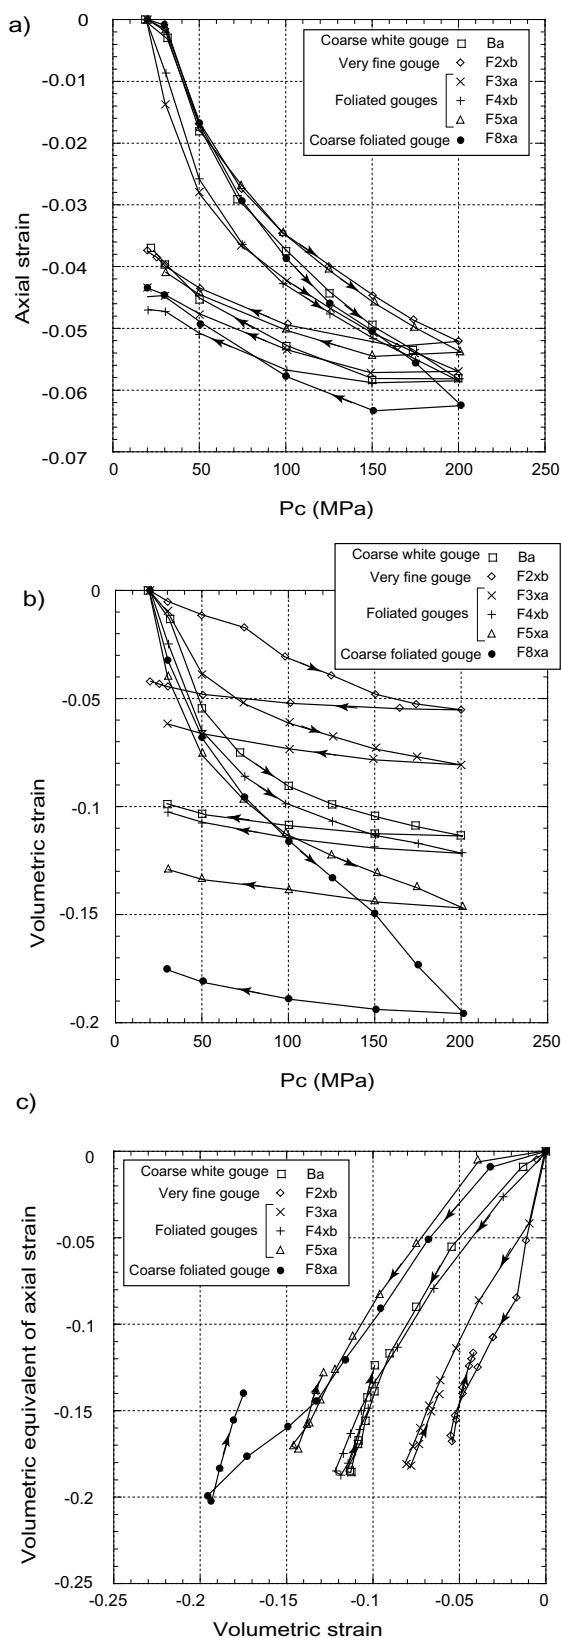 a)
0
-0.01
-0.02
-0.03
-0.04
-0.05
-0.06
-0.07
Axial strain
Coarse white gouge Ba
Very fine gouge F2xb
F3xa
Foliated gouges F4xb
F5xa
Coarse foliated gouge F8xa
0 50 100 150 200 250
Pc (MPa)
b)
Coarse white gouge Ba
Very fine gouge F2xb
F3xa
Foliated gouges F4xb
F5xa
Coarse foliated gouge F8xa
0
-0.05
-0.1
-0.15
-0.2
Volumetric strain
0 50 100 150 200 250
Pc (MPa)
c)
0
-0.05
-0.1
-0.15
-0.2
-0.25
Volumetric equivalent of axial strain
Coarse white gouge Ba
Very fine gouge F2xb
F3xa
Foliated gouges F4xb
F5xa
Coarse foliated gouge F8xa
-0.25 -0.2 -0.15 -0.1 -0.05 0
Volumetric strain